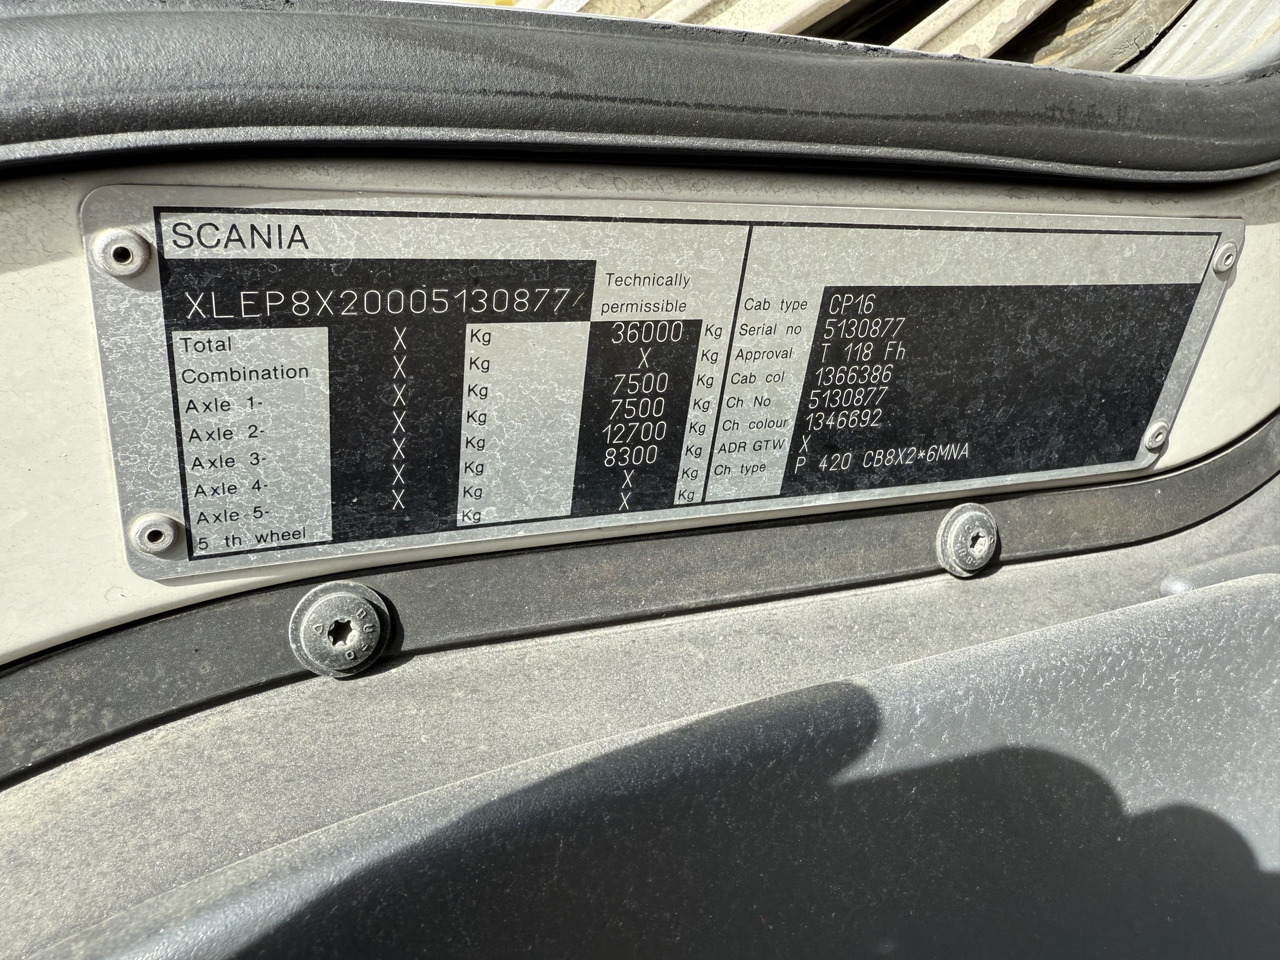 SCANIA
XLEP8X20005130877/
Technically
permissible
Total X Kg 36000 Kg
Combination X Kg X Kg
Axle 1- X Kg 7500 Kg
Axle 2- X Kg 7500 Kg
Axle 3- X Kg 12700 Kg
Axle 4- X Kg 8300 Kg
Axle 5- X Kg X Kg
5 th wheel X Kg X Kg
Cab type CP16
Serial no 5130877
Approval T 118 Fh
Cab col 1366386
Ch No 5130877
Ch colour 1346692
ADR GTW X
Ch type P 420 CB8X2*6MNA